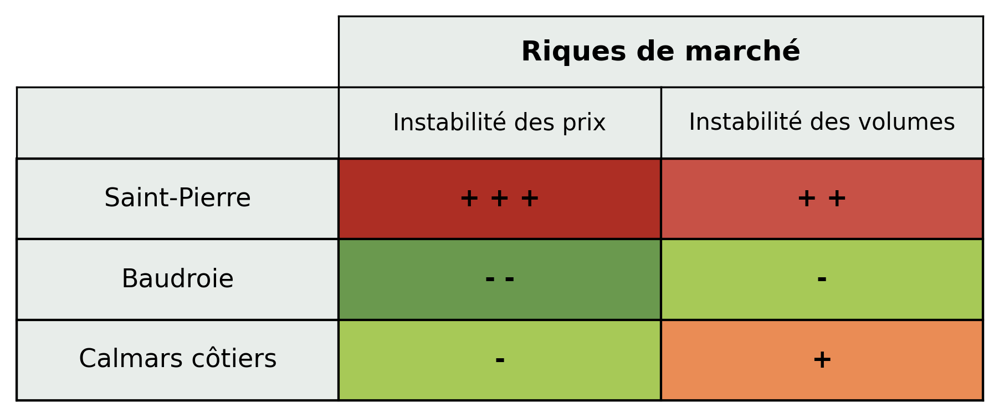 Riques de marché
Instabilité des prix Instabilité des volumes
Saint-Pierre + + + + +
Baudroie - - -
Calmars côtiers - +